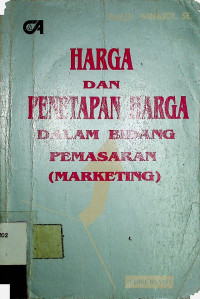 HARGA
DAN
PENETAPAN HARGA
DALAM BIDANG
PEMASARAN
(MARKETING)